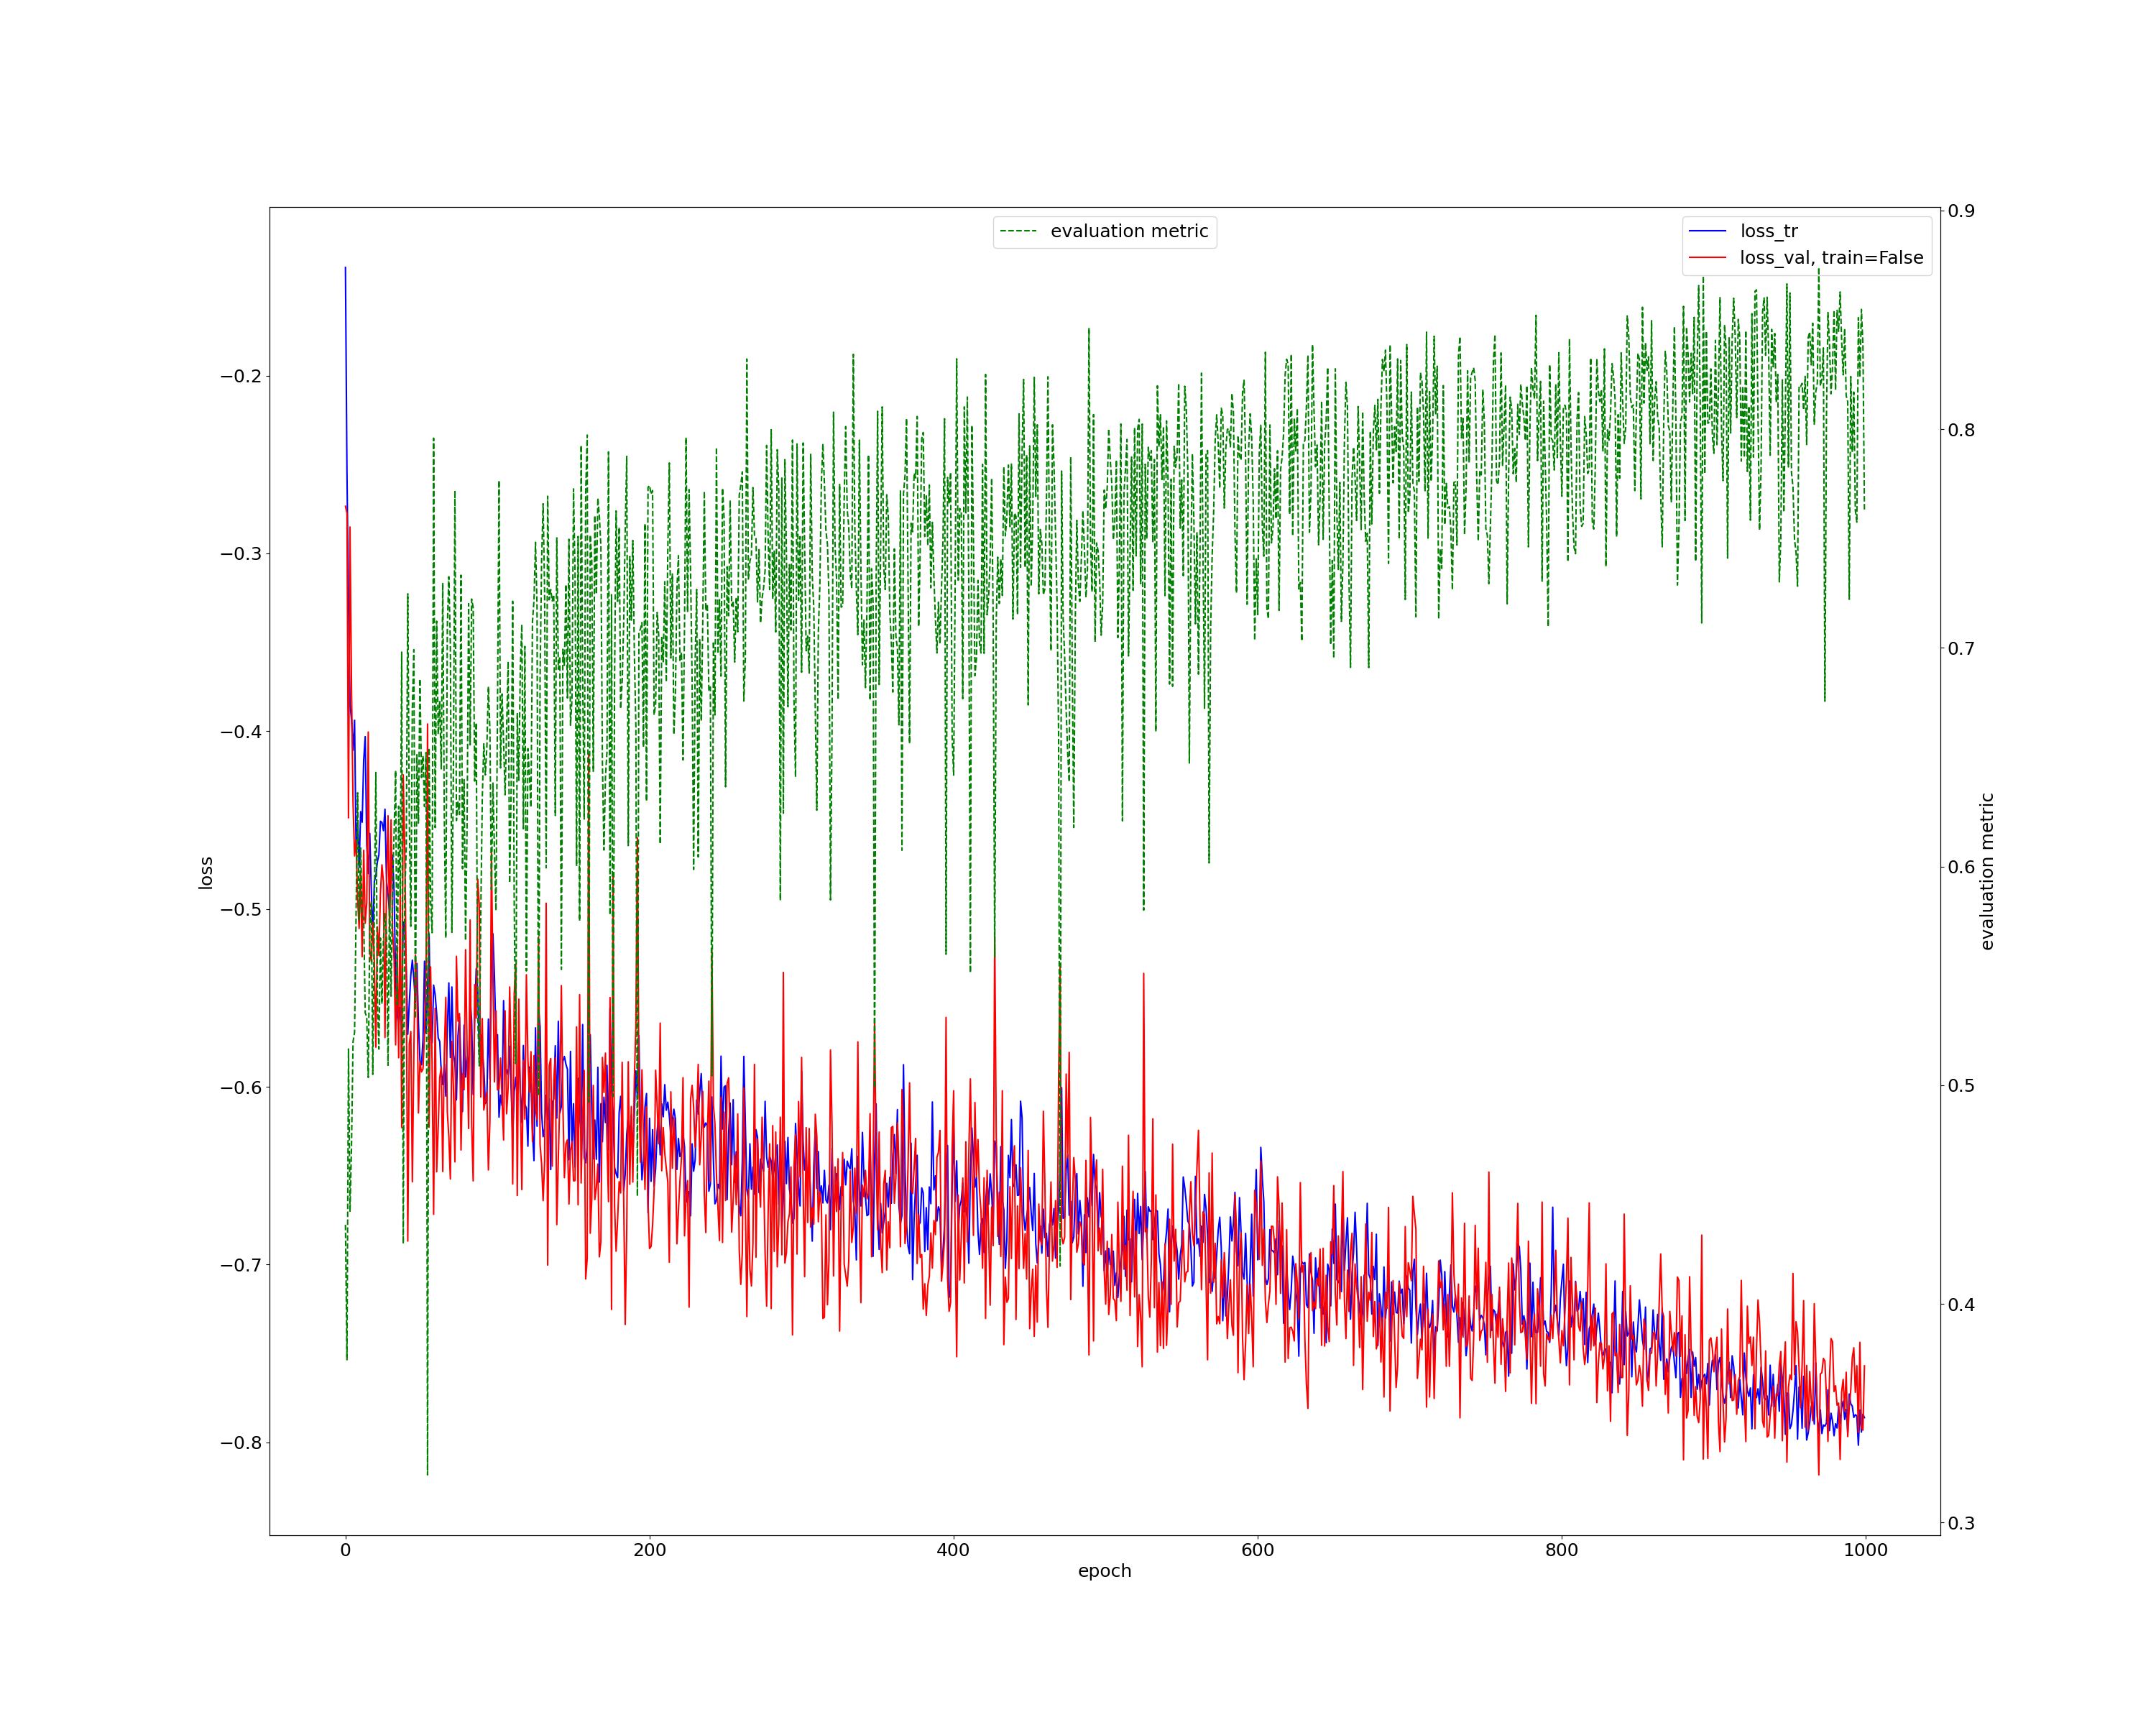 evaluation metric
loss_tr
loss_val, train=False
−0.2
−0.3
−0.4
−0.5
−0.6
−0.7
−0.8
loss
0.9
0.8
0.7
0.6
0.5
0.4
0.3
evaluation metric
0 200 400 600 800 1000
epoch